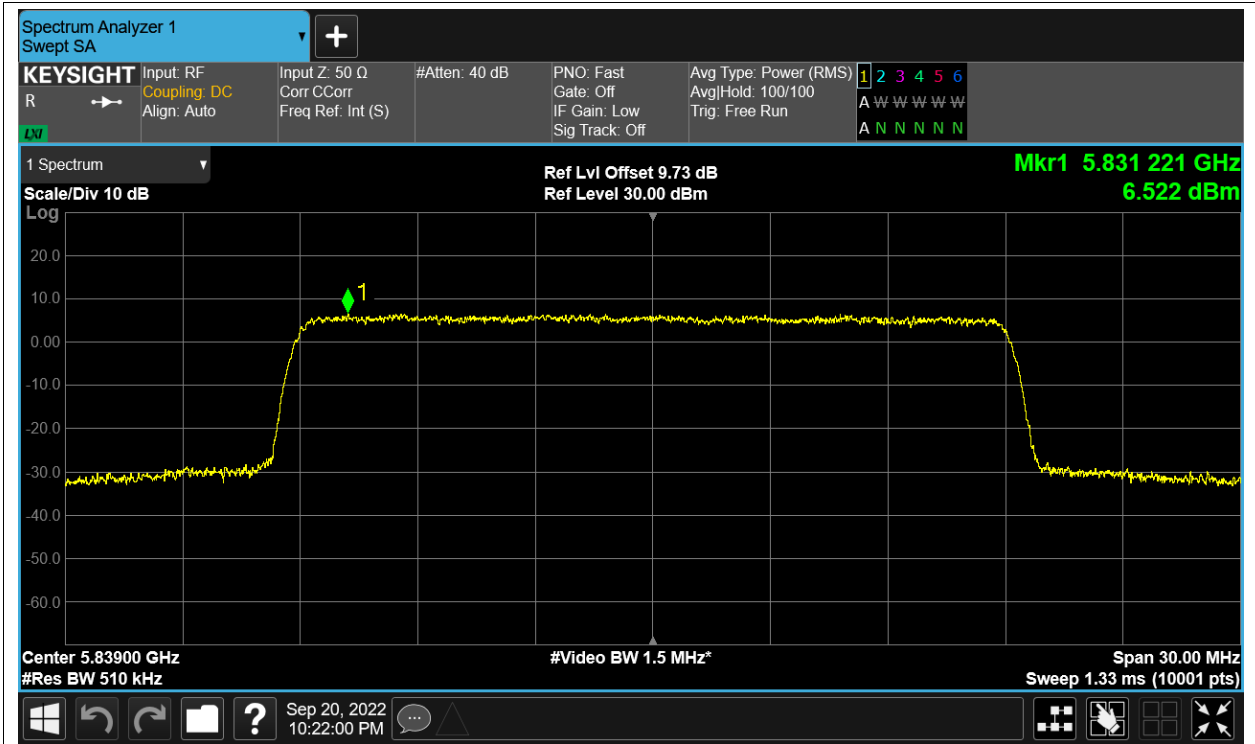 Spectrum Analyzer 1
Swept SA
KEYSIGHT
R
LXI
Input: RF
Coupling: DC
Align: Auto
Input Z: 50 Ω
Corr CCorr
Freq Ref: Int (S)
#Atten: 40 dB
PNO: Fast
Gate: Off
IF Gain: Low
Sig Track: Off
Avg Type: Power (RMS)
Avg|Hold: 100/100
Trig: Free Run
1 2 3 4 5 6
A W W W W W
A N N N N N
1 Spectrum
Scale/Div 10 dB
Ref Lvl Offset 9.73 dB
Ref Level 30.00 dBm
Mkr1 5.831 221 GHz
6.522 dBm
Log
20.0
10.0
0.00
-10.0
-20.0
-30.0
-40.0
-50.0
-60.0
1
Center 5.83900 GHz
#Res BW 510 kHz
#Video BW 1.5 MHz*
Span 30.00 MHz
Sweep 1.33 ms (10001 pts)
?
Sep 20, 2022
10:22:00 PM